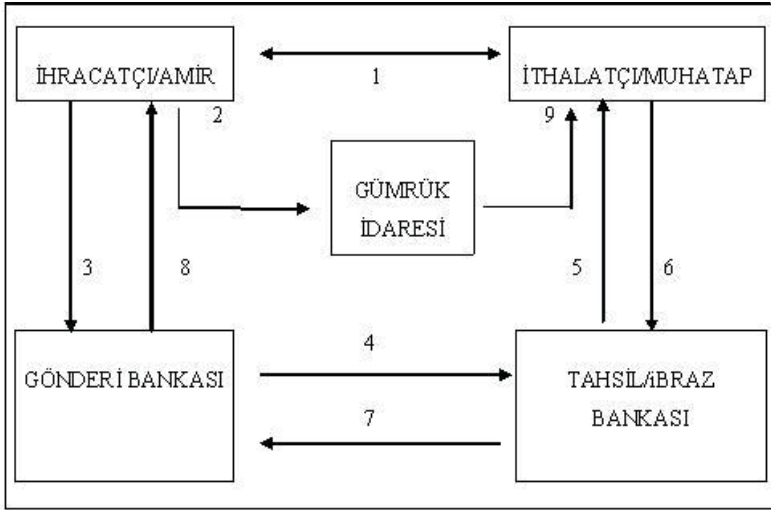 İHRACATÇI/AMİR
İTHALATÇI/MUHATAP
1
2
9
GÜMRÜK
İDARESİ
3
8
5
6
4
GÖNDERİ BANKASI
TAHSİL/iBRAZ
BANKASI
7